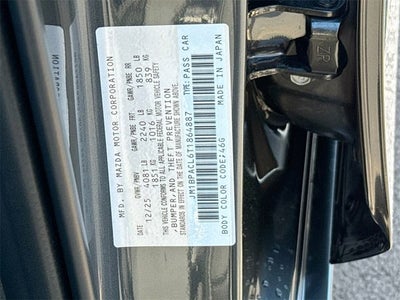 MFD. BY MAZDA MOTOR CORPORATION
GVWR/PNBV GAWR/PNBE FRT GAWR/PNBE RR
12/25 4081 LB 2240 LB 1850 LB
1851 KG 1016 KG 839 KG
THIS VEHICLE CONFORMS TO ALL APPLICABLE FEDERAL MOTOR VEHICLE SAFETY
,BUMPER,AND THEFT PREVENTION
STANDARDS IN EFFECT ON THE DATE OF MANUFACTURE SHOWN ABOVE.
JM1BPACL6T1864887 TYPE:PASS CAR
BODY COLOR CODE:46G MADE IN JAPAN
ZP